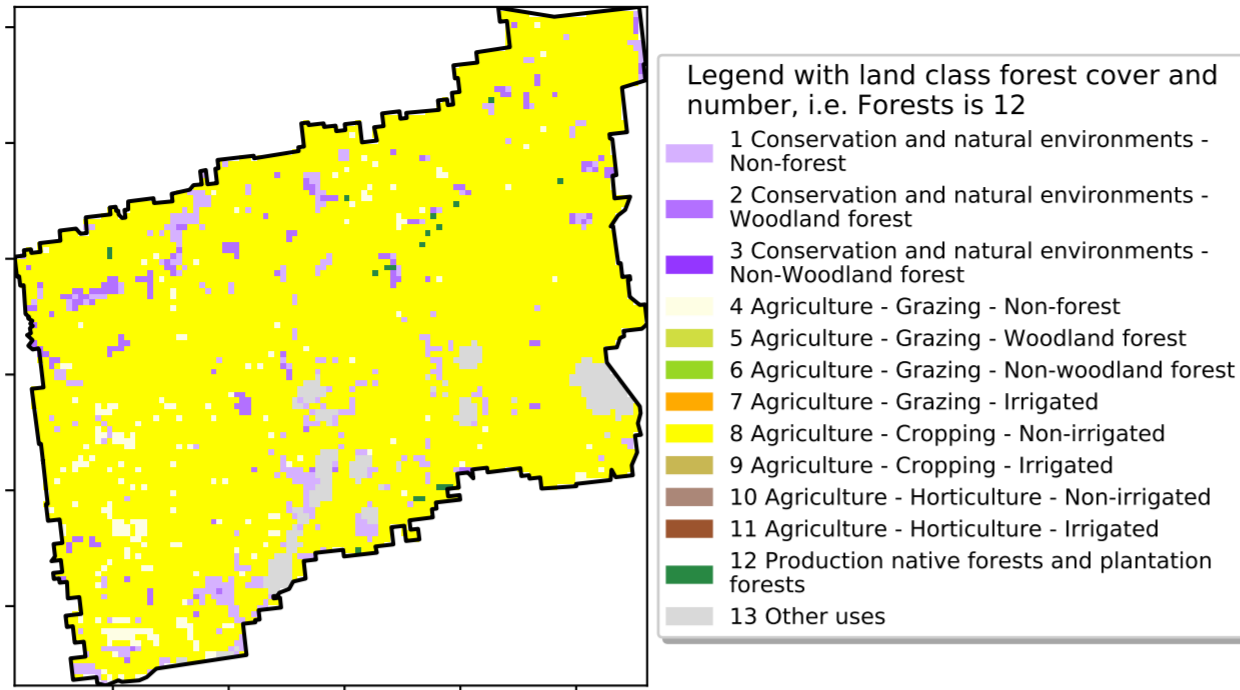 Legend with land class forest cover and
number, i.e. Forests is 12
1 Conservation and natural environments -
Non-forest
2 Conservation and natural environments -
Woodland forest
3 Conservation and natural environments -
Non-Woodland forest
4 Agriculture - Grazing - Non-forest
5 Agriculture - Grazing - Woodland forest
6 Agriculture - Grazing - Non-woodland forest
7 Agriculture - Grazing - Irrigated
8 Agriculture - Cropping - Non-irrigated
9 Agriculture - Cropping - Irrigated
10 Agriculture - Horticulture - Non-irrigated
11 Agriculture - Horticulture - Irrigated
12 Production native forests and plantation
forests
13 Other uses